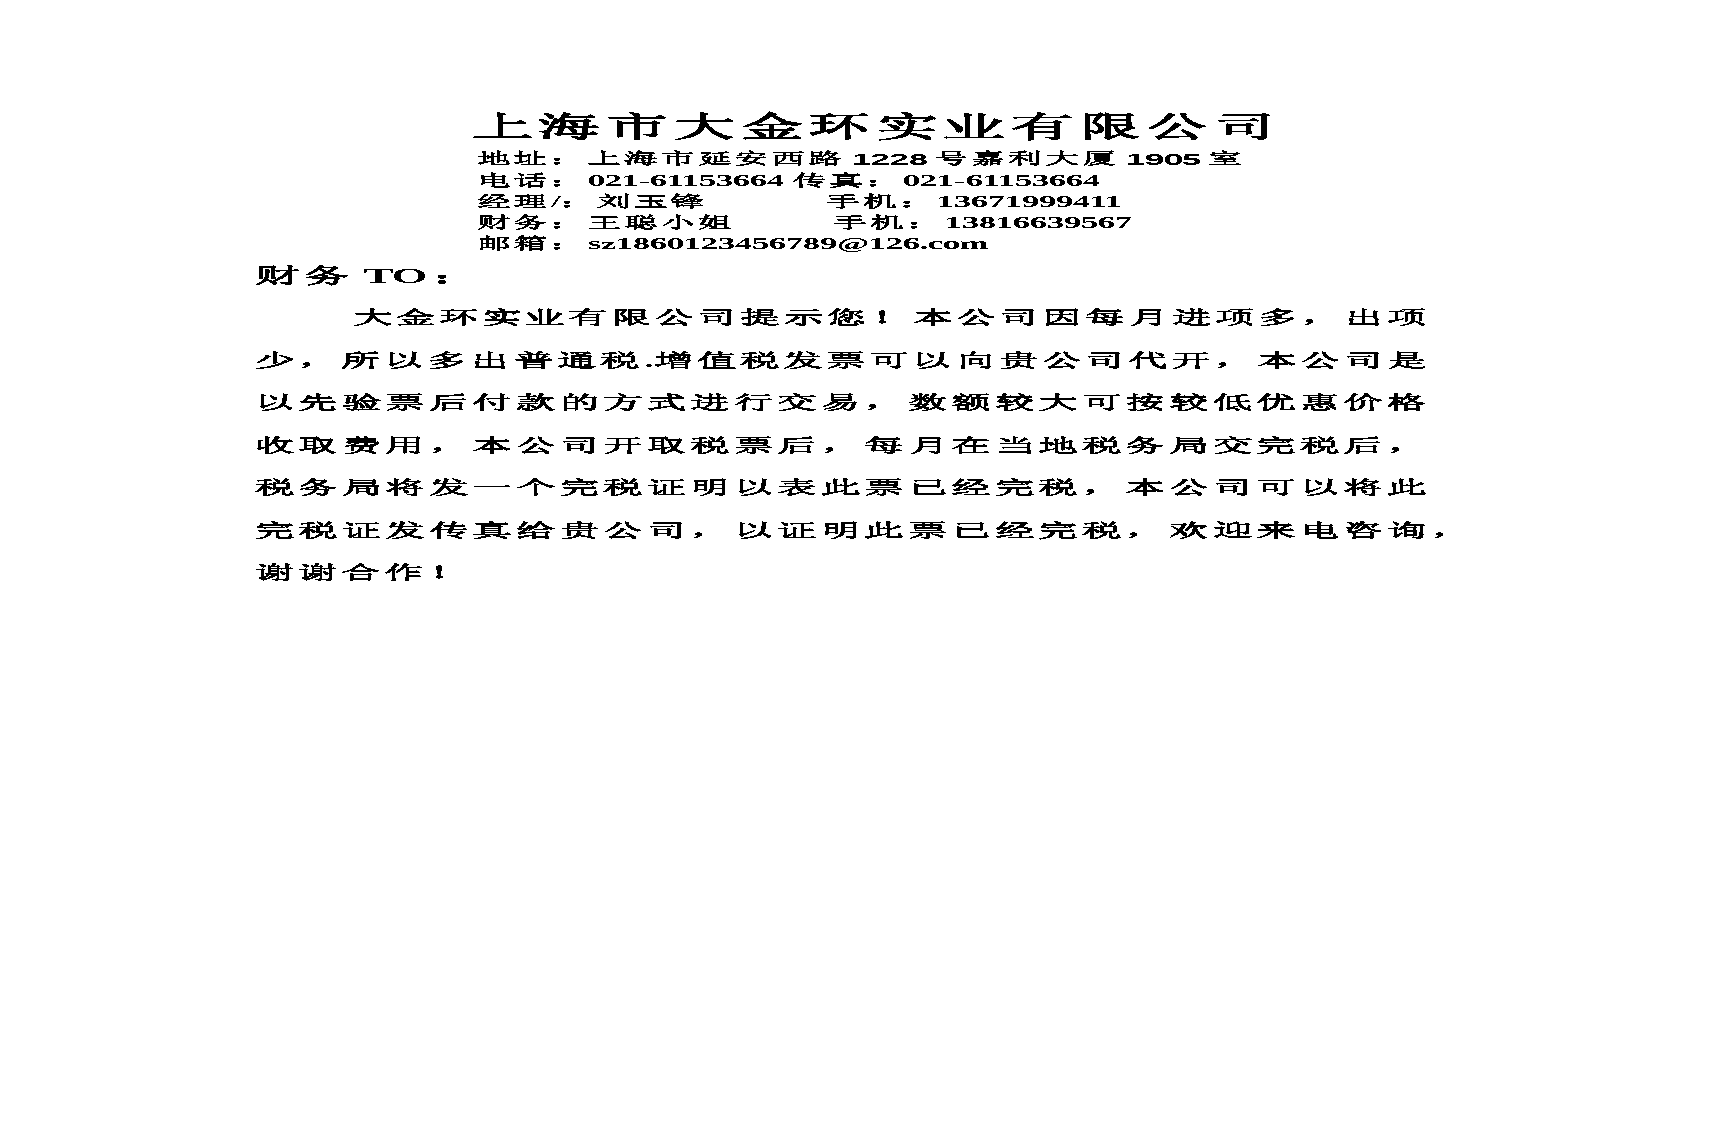 上海市大金环实业有限公司
地址：上海市延安西路 1228 号嘉利大厦 1905 室
电话：021-61153664 传真：021-61153664
经理/：刘玉锋 手机：13671999411
财务：王聪小姐 手机：13816639567
邮箱：sz1860123456789@126.com
财务 TO：
大金环实业有限公司提示您！本公司因每月进项多，出项
少，所以多出普通税.增值税发票可以向贵公司代开，本公司是
以先验票后付款的方式进行交易，数额较大可按较低优惠价格
收取费用，本公司开取税票后，每月在当地税务局交完税后，
税务局将发一个完税证明以表此票已经完税，本公司可以将此
完税证发传真给贵公司，以证明此票已经完税，欢迎来电咨询，
谢谢合作！